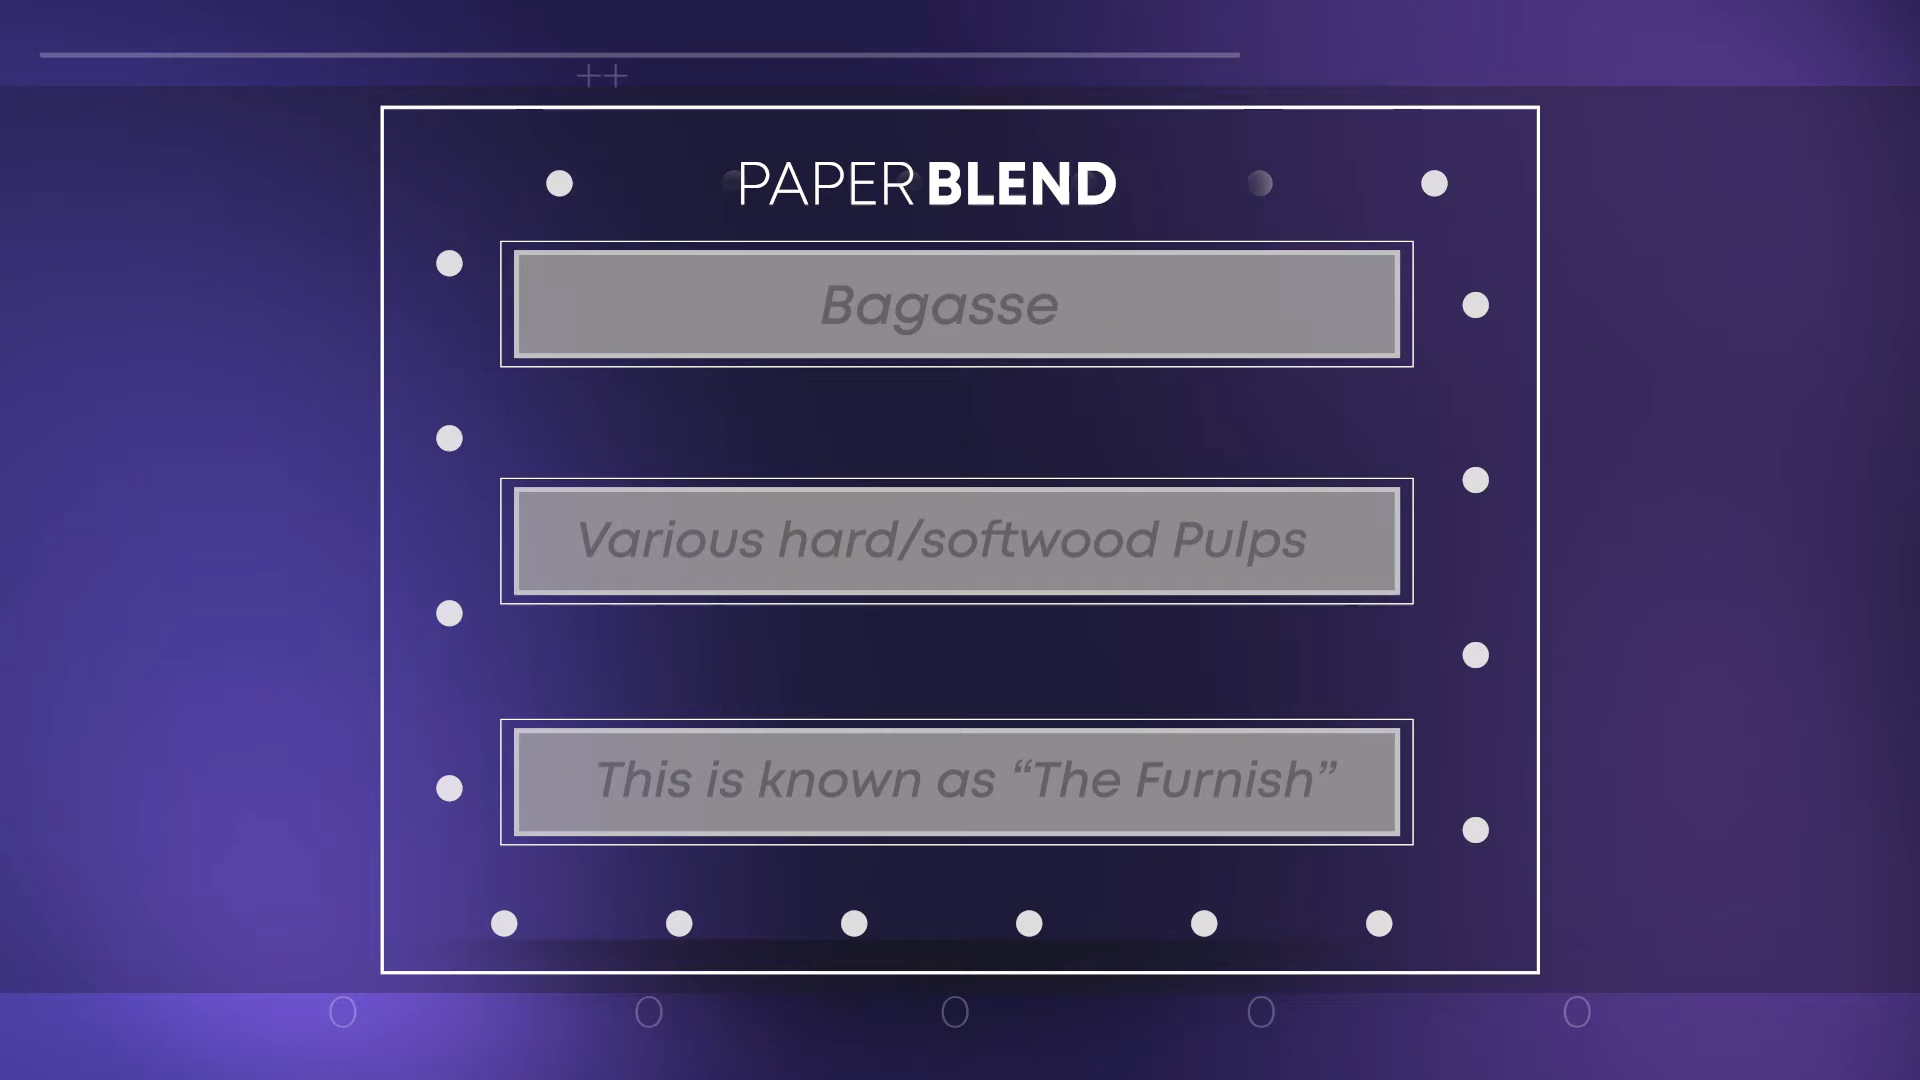 PAPER BLEND
Bagasse
Various hard/softwood Pulps
This is known as “The Furnish”